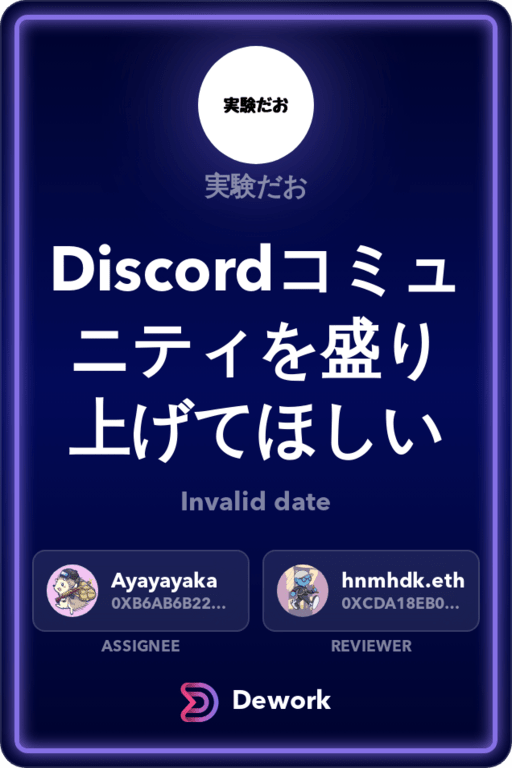 実験だお
実験だお
Discordコミュ
ニティを盛り
上げてほしい
Invalid date
Ayayayaka
0XB6AB6B22...
ASSIGNEE
hnmhdk.eth
0XCDA18EB0...
REVIEWER
Dework